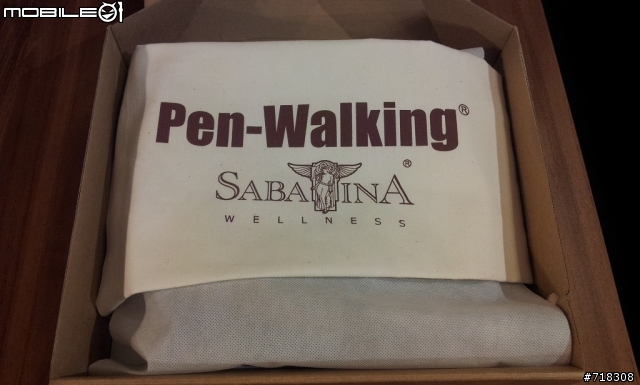 MOBILE01
Pen-Walking®
SABATINA®
WELLNESS
#718308